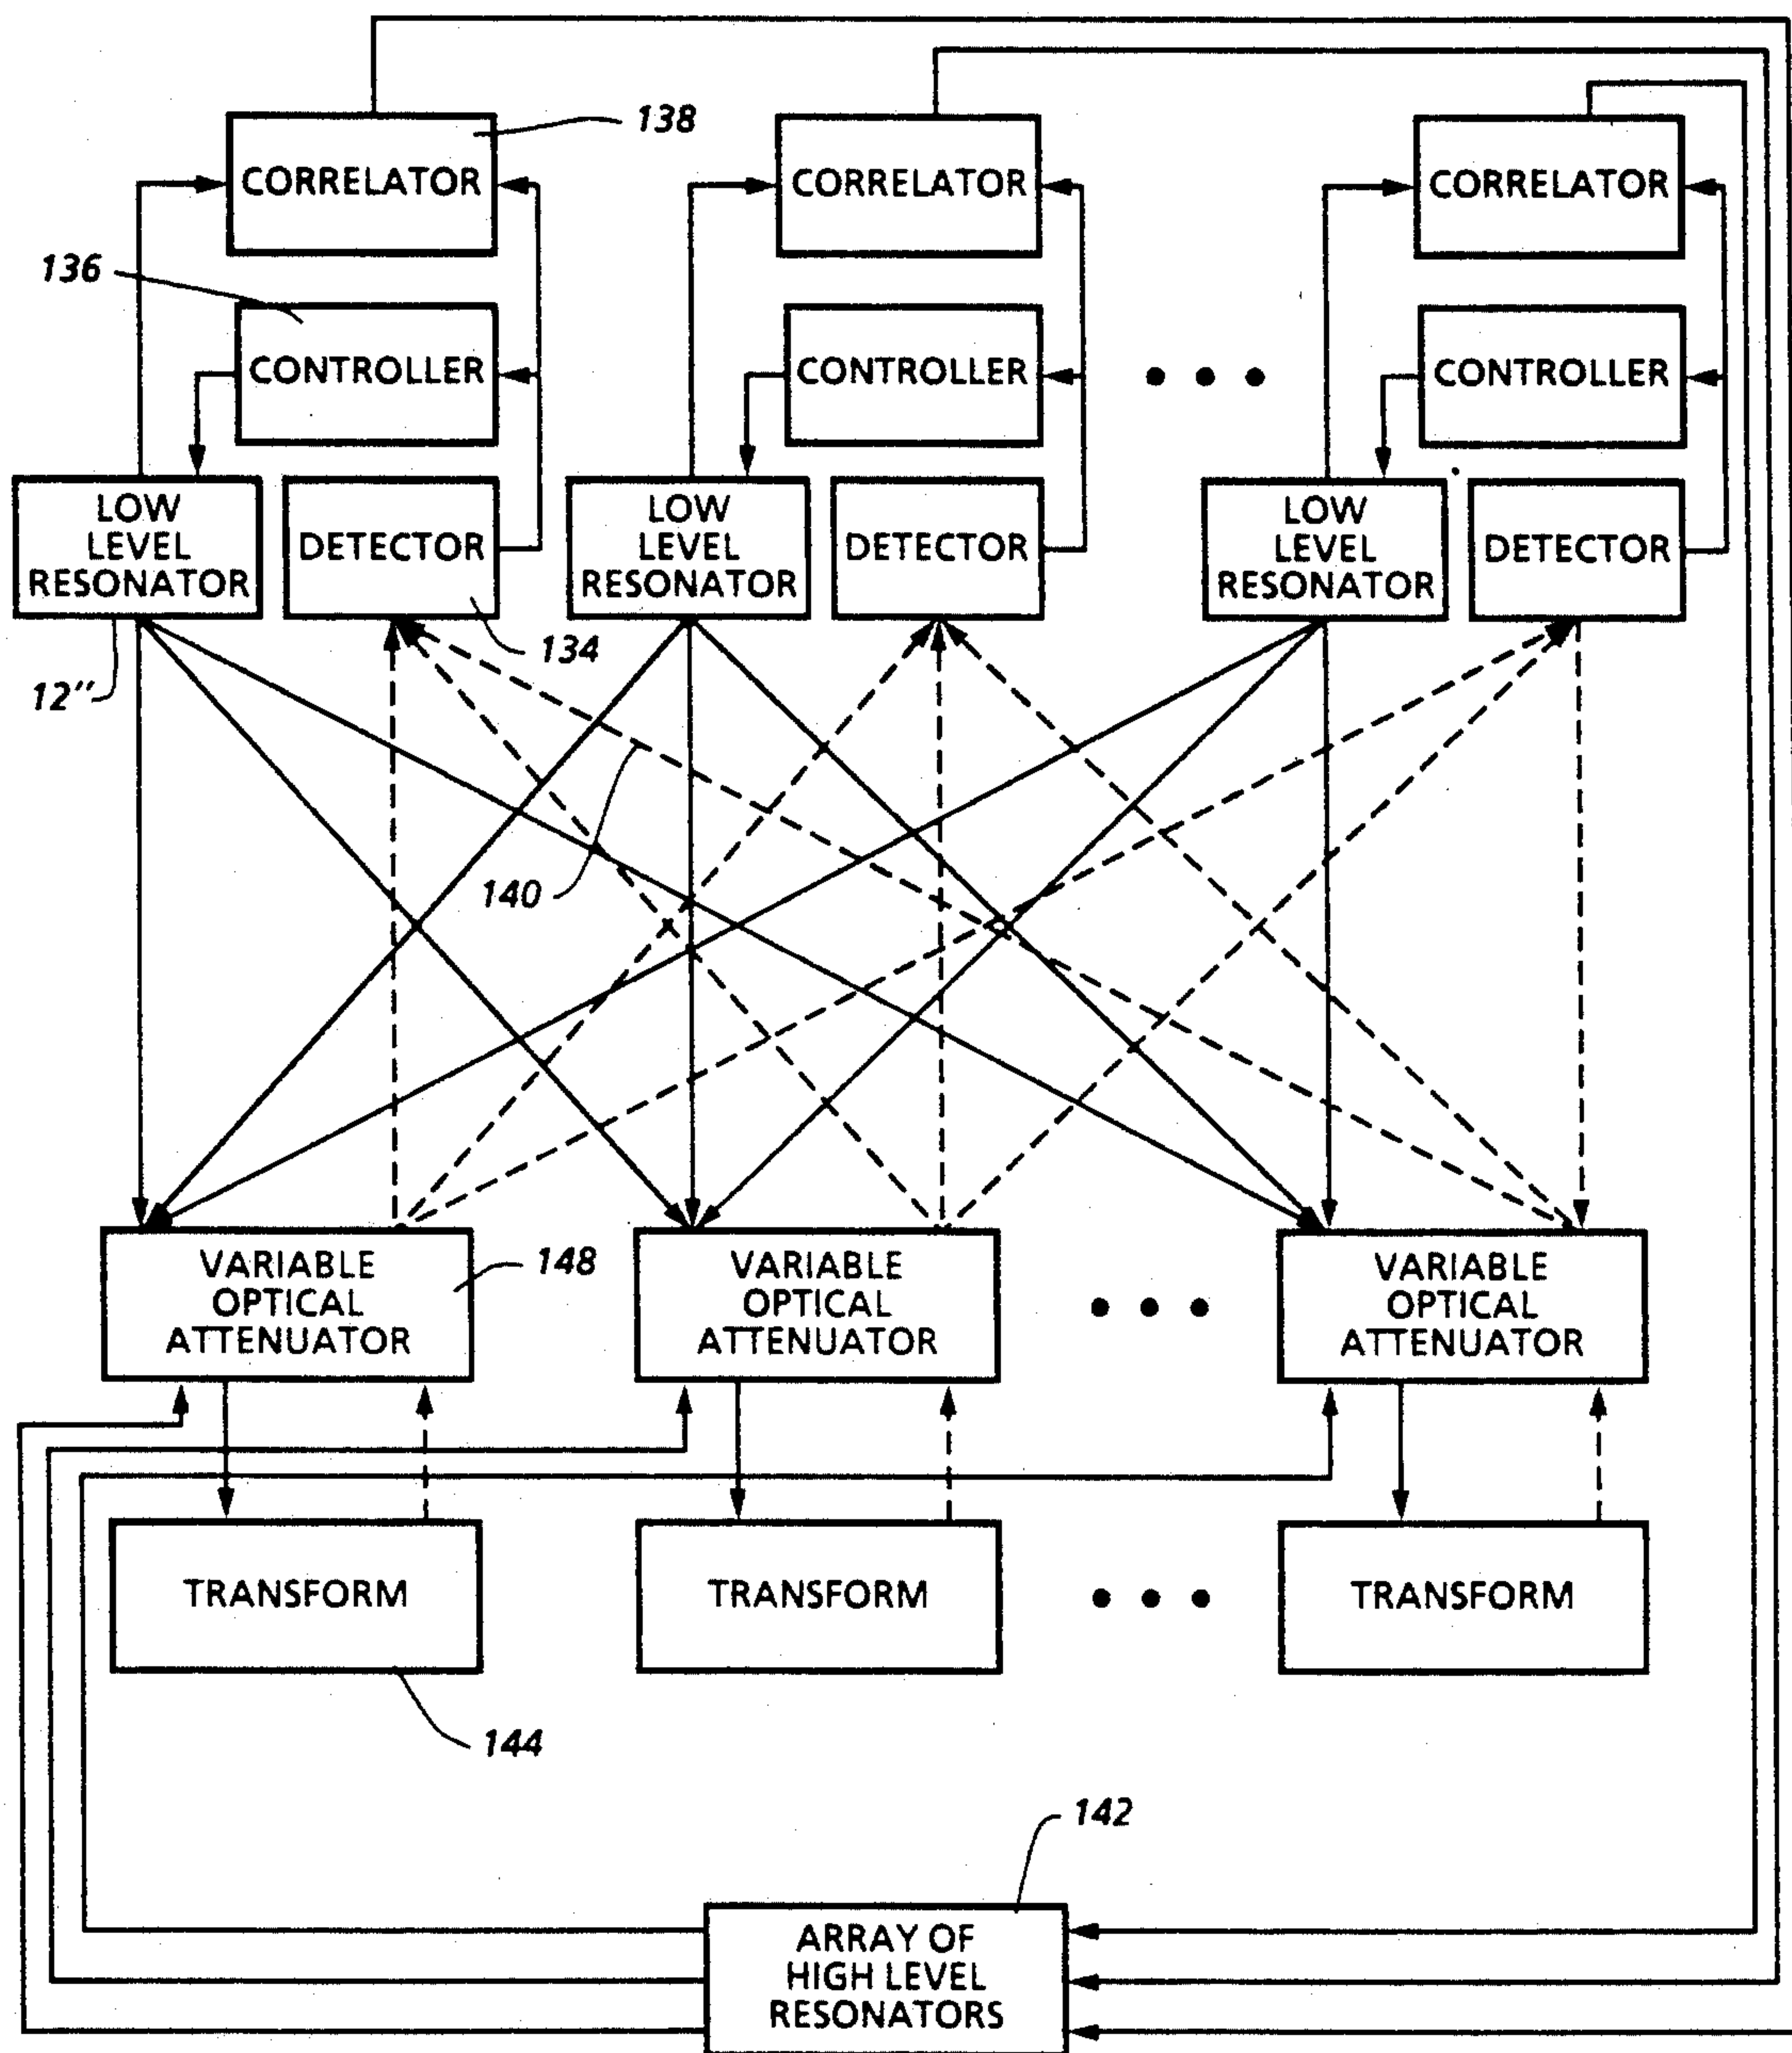 138
CORRELATOR
CORRELATOR
CORRELATOR
136
CONTROLLER
CONTROLLER
• • •
CONTROLLER
LOW
LEVEL
RESONATOR
DETECTOR
LOW
LEVEL
RESONATOR
DETECTOR
LOW
LEVEL
RESONATOR
DETECTOR
12″
134
140
VARIABLE
OPTICAL
ATTENUATOR
148
VARIABLE
OPTICAL
ATTENUATOR
• • •
VARIABLE
OPTICAL
ATTENUATOR
TRANSFORM
TRANSFORM
• • •
TRANSFORM
144
142
ARRAY OF
HIGH LEVEL
RESONATORS